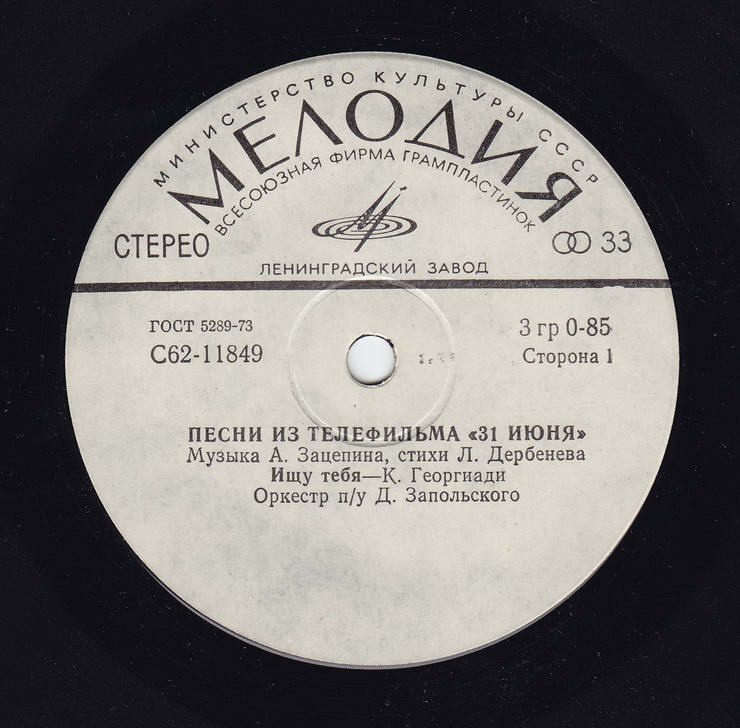 МИНИСТЕРСТВО КУЛЬТУРЫ СССР
МЕЛОДИЯ
ВСЕСОЮЗНАЯ ФИРМА ГРАМПЛАСТИНОК
СТЕРЕО
33
ЛЕНИНГРАДСКИЙ ЗАВОД
ГОСТ 5289-73
3 гр 0-85
С62-11849
Сторона 1
ПЕСНИ ИЗ ТЕЛЕФИЛЬМА «31 ИЮНЯ»
Музыка А. Зацепина, стихи Л. Дербенева
Ищу тебя—К. Георгиади
Оркестр п/у Д. Запольского